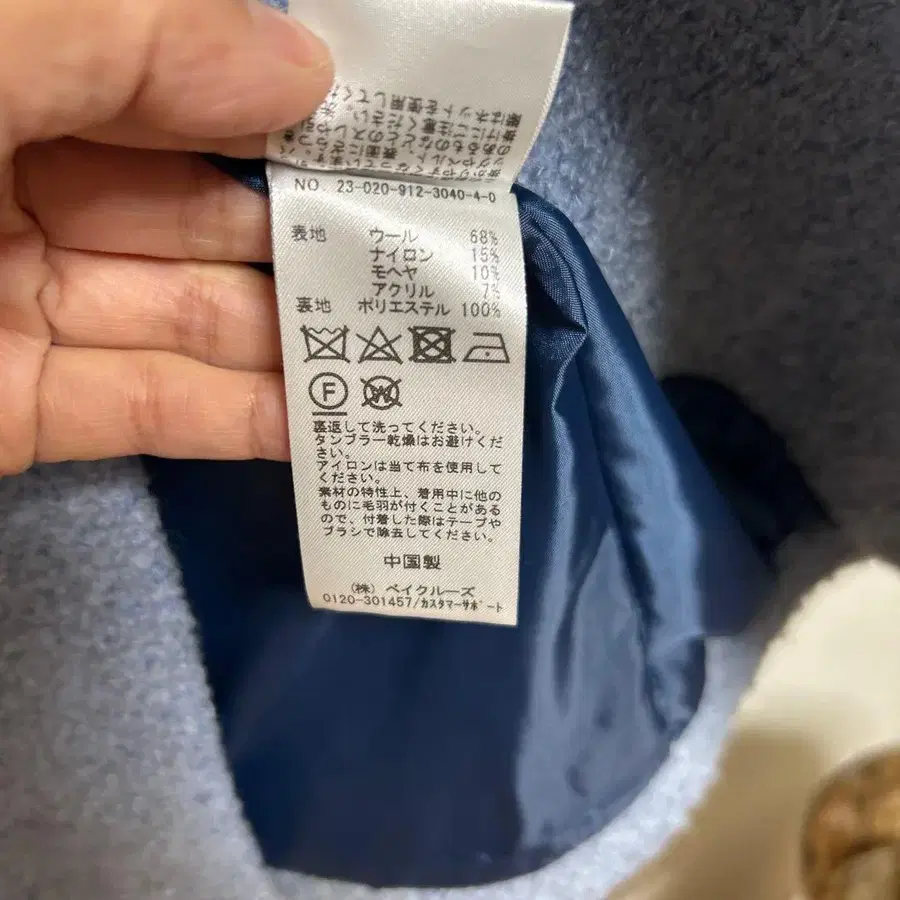 NO. 23-020-912-3040-4-0
表地 ウール 68%
ナイロン 15%
モヘヤ 10%
アクリル 7%
裏地 ポリエステル 100%
F W
裏返して洗ってください。
タンブラー乾燥はお避けくださ
い。
アイロンは当て布を使用して
ください。
素材の特性上、着用中に他の
ものに毛羽が付くことがある
ので、付着した際はテープや
ブラシで除去してください。
中国製
(株) ベイクルーズ
0120-301457/カスタマーサポート